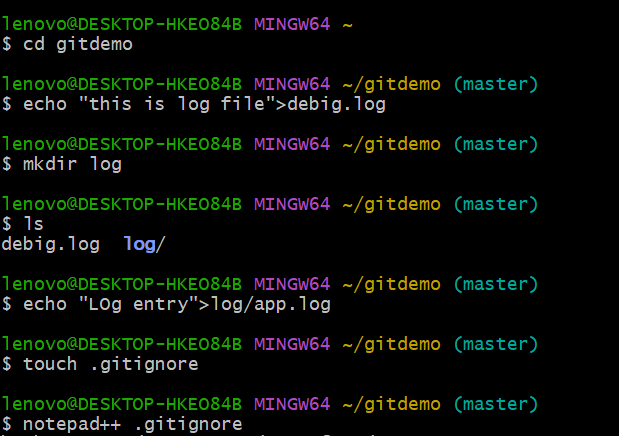 lenovo@DESKTOP-HKEO84B MINGW64 ~
$ cd gitdemo
lenovo@DESKTOP-HKEO84B MINGW64 ~/gitdemo (master)
$ echo "this is log file">debig.log
lenovo@DESKTOP-HKEO84B MINGW64 ~/gitdemo (master)
$ mkdir log
lenovo@DESKTOP-HKEO84B MINGW64 ~/gitdemo (master)
$ ls
debig.log  log/
lenovo@DESKTOP-HKEO84B MINGW64 ~/gitdemo (master)
$ echo "LOg entry">log/app.log
lenovo@DESKTOP-HKEO84B MINGW64 ~/gitdemo (master)
$ touch .gitignore
lenovo@DESKTOP-HKEO84B MINGW64 ~/gitdemo (master)
$ notepad++ .gitignore